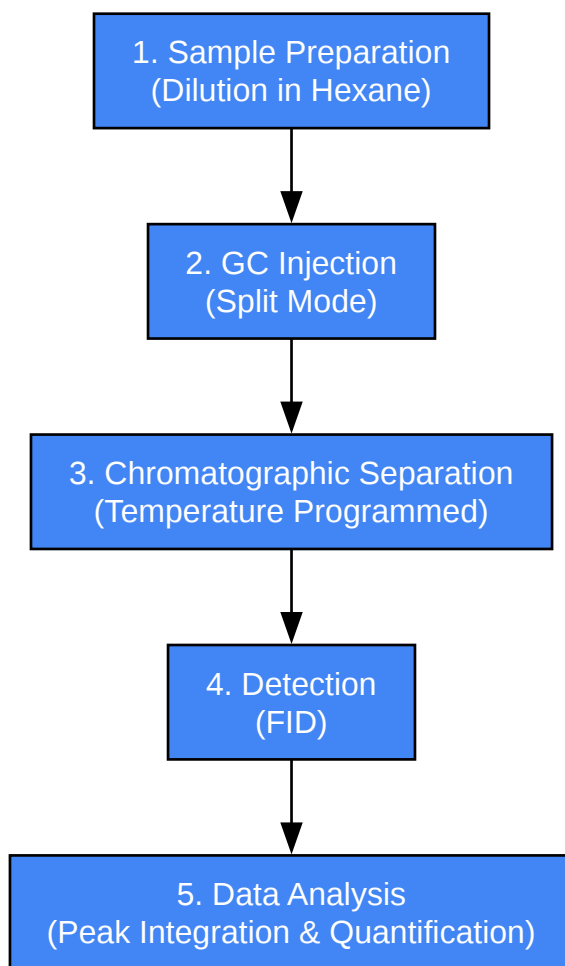 1. Sample Preparation
(Dilution in Hexane)
2. GC Injection
(Split Mode)
3. Chromatographic Separation
(Temperature Programmed)
4. Detection
(FID)
5. Data Analysis
(Peak Integration & Quantification)